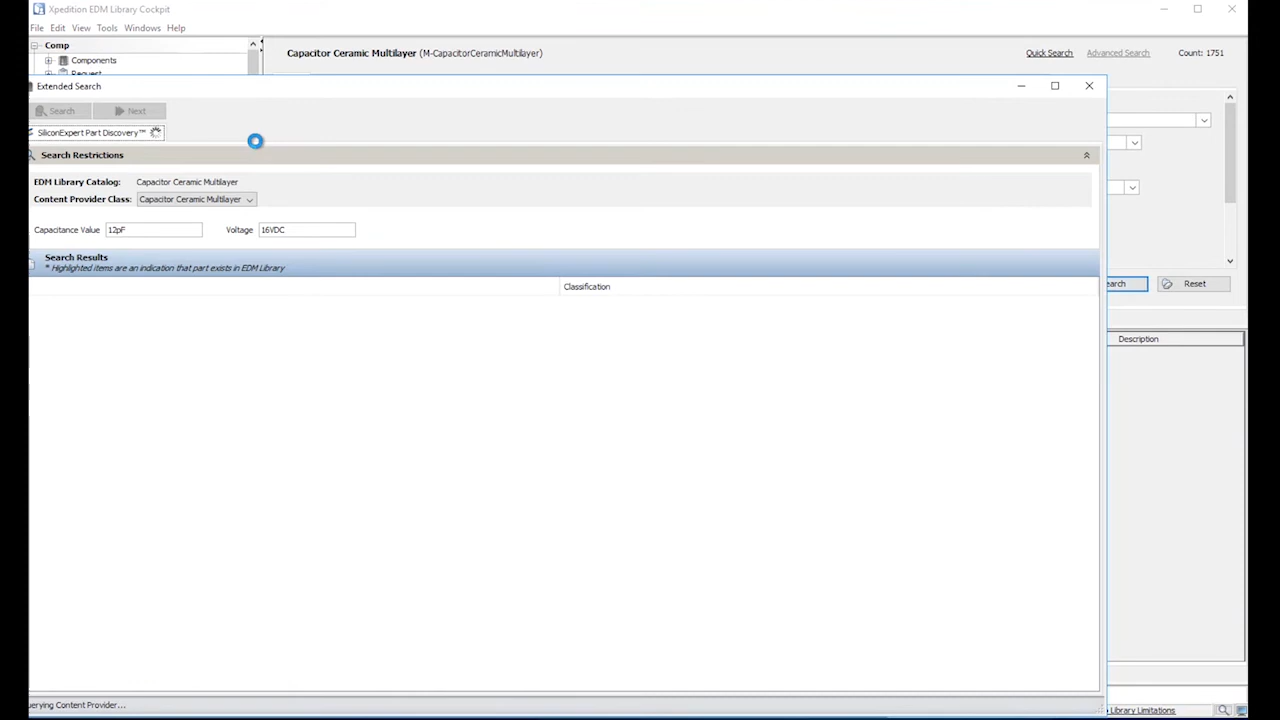 Xpedition EDM Library Cockpit
File Edit View Tools Windows Help
Comp
Components
Request
Capacitor Ceramic Multilayer (M-CapacitorCeramicMultilayer)
Quick Search
Advanced Search
Count: 1751
Extended Search
Search
Next
SiliconExpert Part Discovery™
Search Restrictions
EDM Library Catalog: Capacitor Ceramic Multilayer
Content Provider Class: Capacitor Ceramic Multilayer
Capacitance Value 12pF Voltage 16VDC
Search Results
* Highlighted items are an indication that part exists in EDM Library
Classification
earch
Reset
Description
uerying Content Provider...
Library Limitations